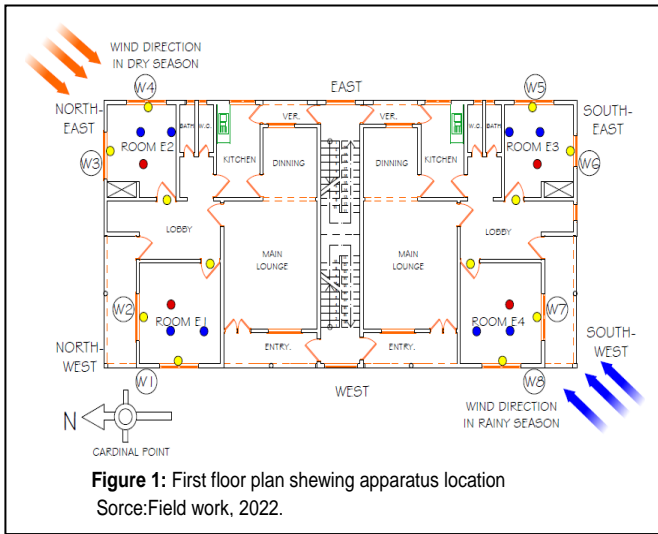 WIND DIRECTION
IN DRY SEASON
W4
EAST
W5
NORTH-
EAST
SOUTH-
EAST
VER.
VER.
BATH
W.C.
W.C.
BATH
ROOM E2
ROOM E3
W3
W6
KITCHEN
DINNING
DINNING
KITCHEN
LOBBY
LOBBY
MAIN
LOUNGE
MAIN
LOUNGE
W2
W7
ROOM E1
ROOM E4
NORTH-
WEST
SOUTH-
WEST
ENTRY.
ENTRY.
W1
WEST
W8
N
WIND DIRECTION
IN RAINY SEASON
CARDINAL POINT
Figure 1: First floor plan shewing apparatus location
Sorce:Field work, 2022.